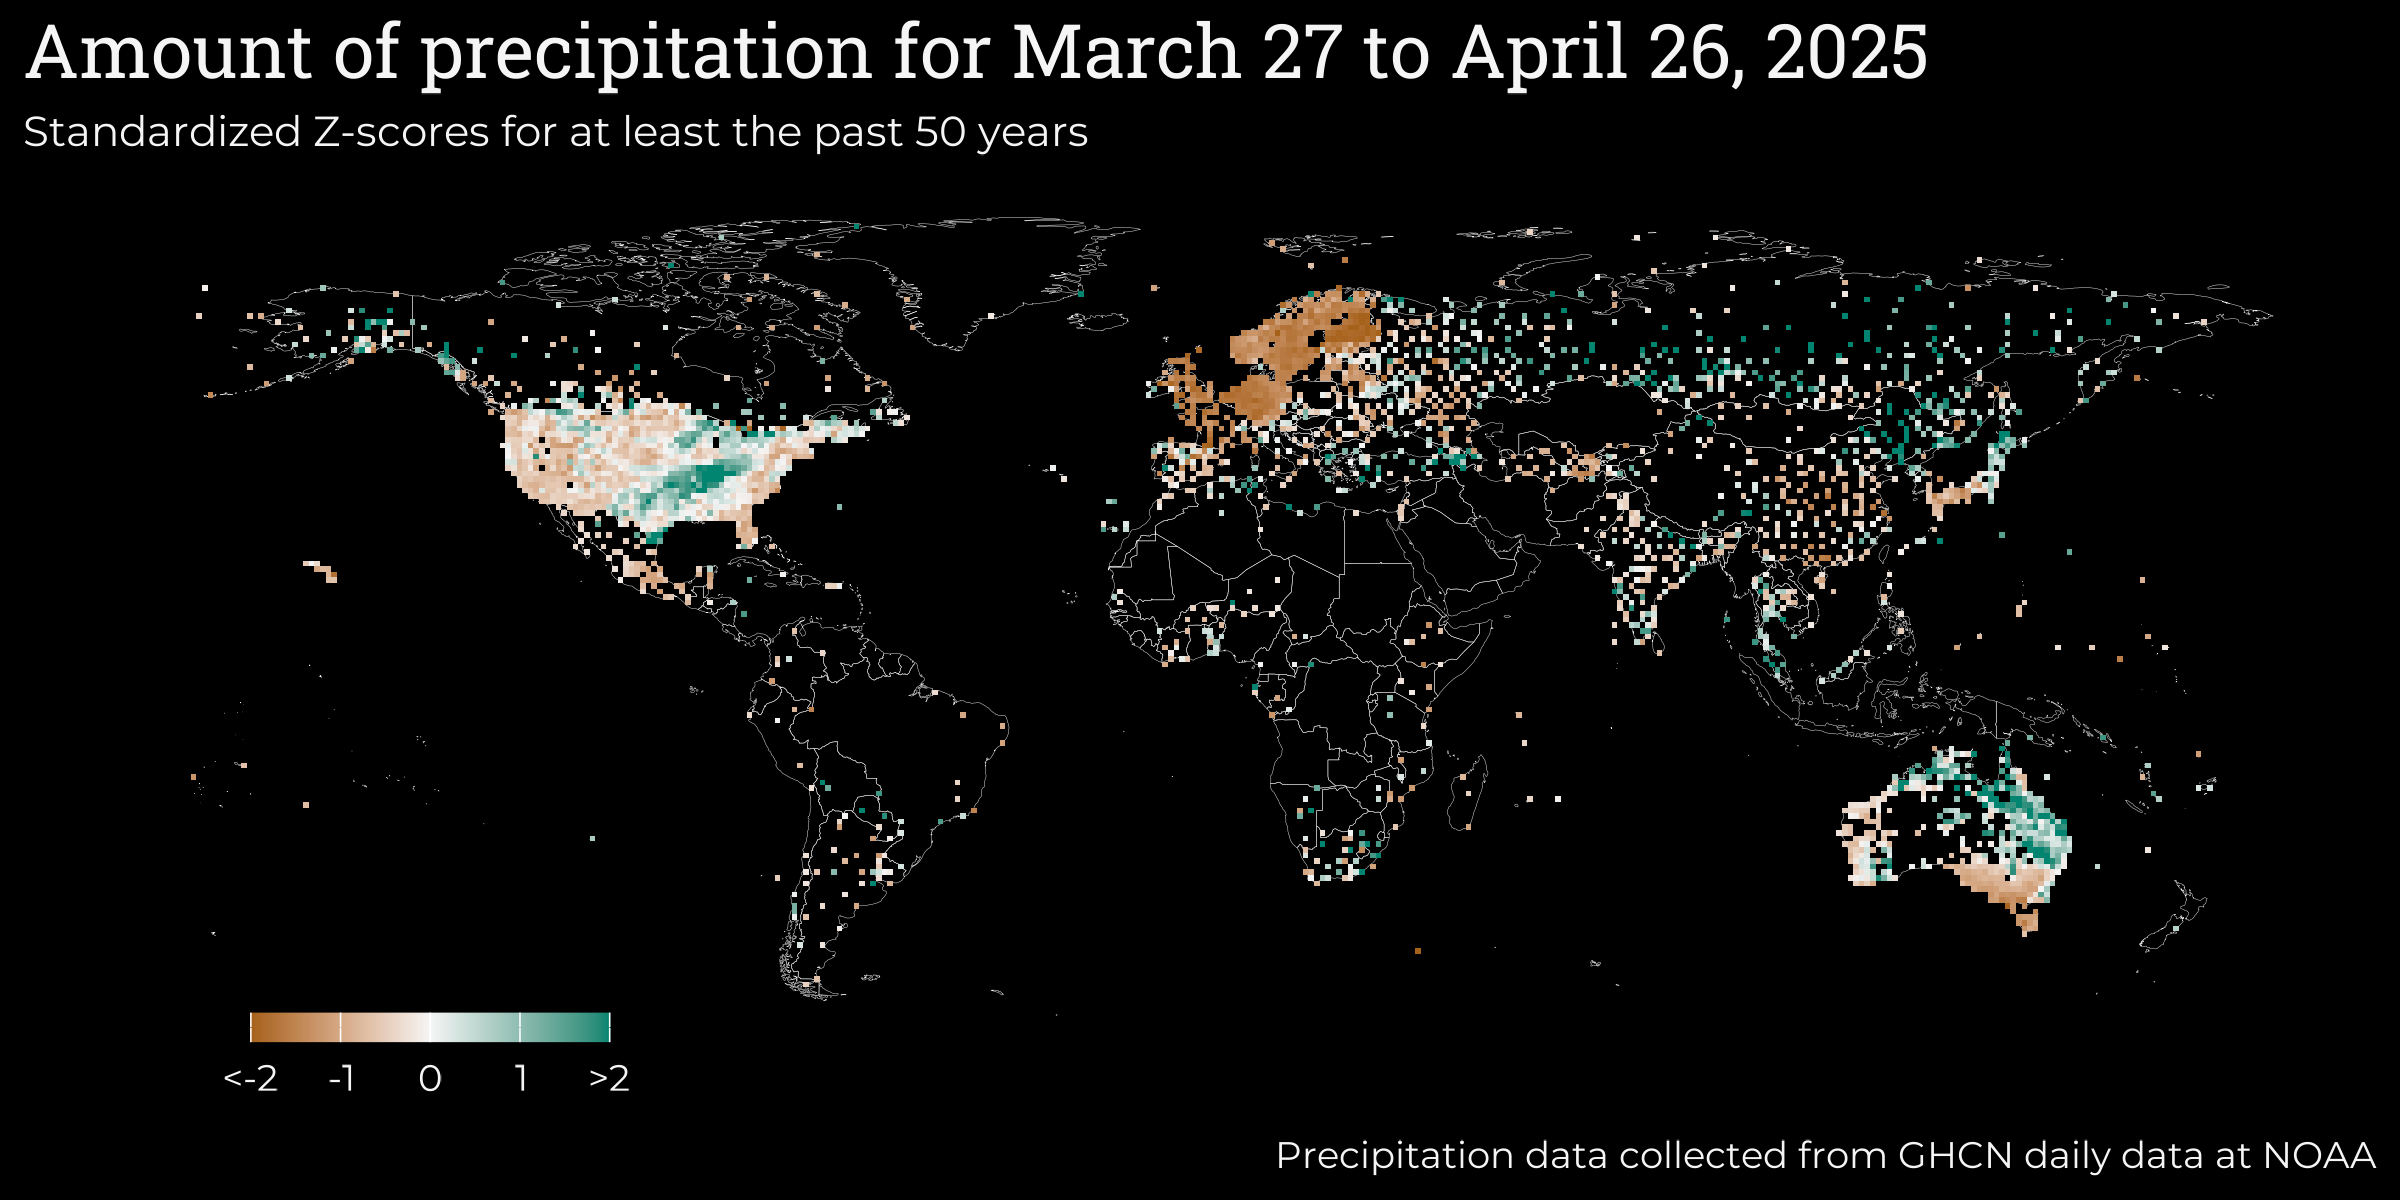 Amount of precipitation for March 27 to April 26, 2025
Standardized Z-scores for at least the past 50 years
<-2 -1 0 1 >2
Precipitation data collected from GHCN daily data at NOAA